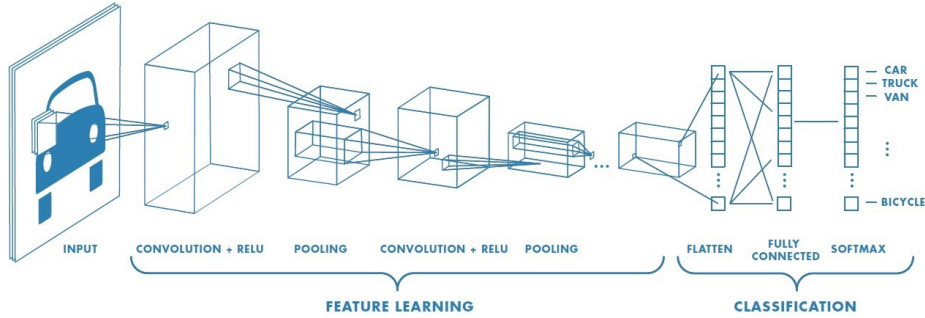 CAR
TRUCK
VAN
BICYCLE
INPUT
CONVOLUTION + RELU
POOLING
CONVOLUTION + RELU
POOLING
FLATTEN
FULLY
CONNECTED
SOFTMAX
FEATURE LEARNING
CLASSIFICATION